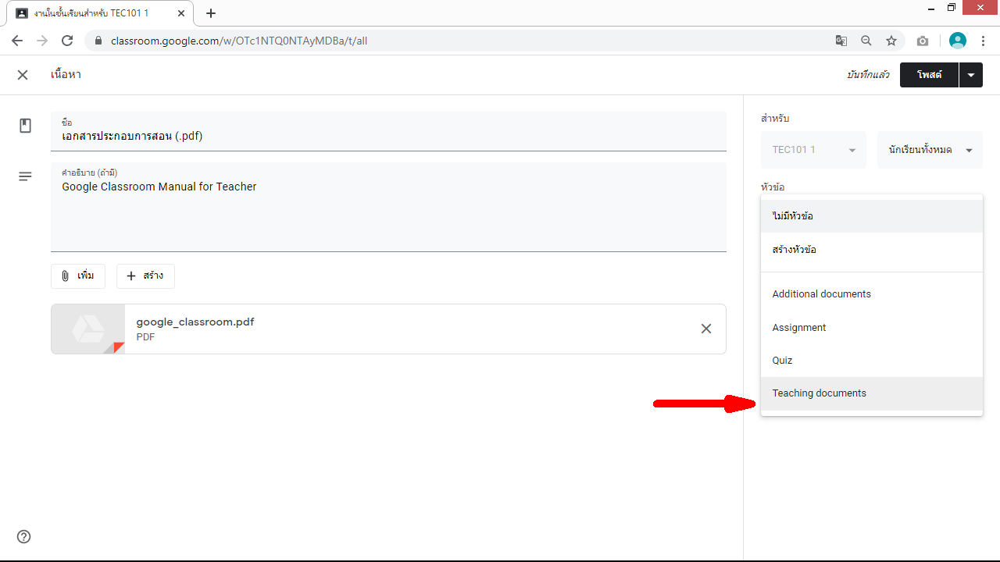 งานในชั้นเรียนสำหรับ TEC101 1
classroom.google.com/w/OTc1NTQ0NTAyMDBa/t/all
เนื้อหา
บันทึกแล้ว
โพสต์
ชื่อ
เอกสารประกอบการสอน (.pdf)
คำอธิบาย (ถ้ามี)
Google Classroom Manual for Teacher
เพิ่ม
สร้าง
google_classroom.pdf
PDF
สำหรับ
TEC101 1
นักเรียนทั้งหมด
หัวข้อ
ไม่มีหัวข้อ
สร้างหัวข้อ
Additional documents
Assignment
Quiz
Teaching documents